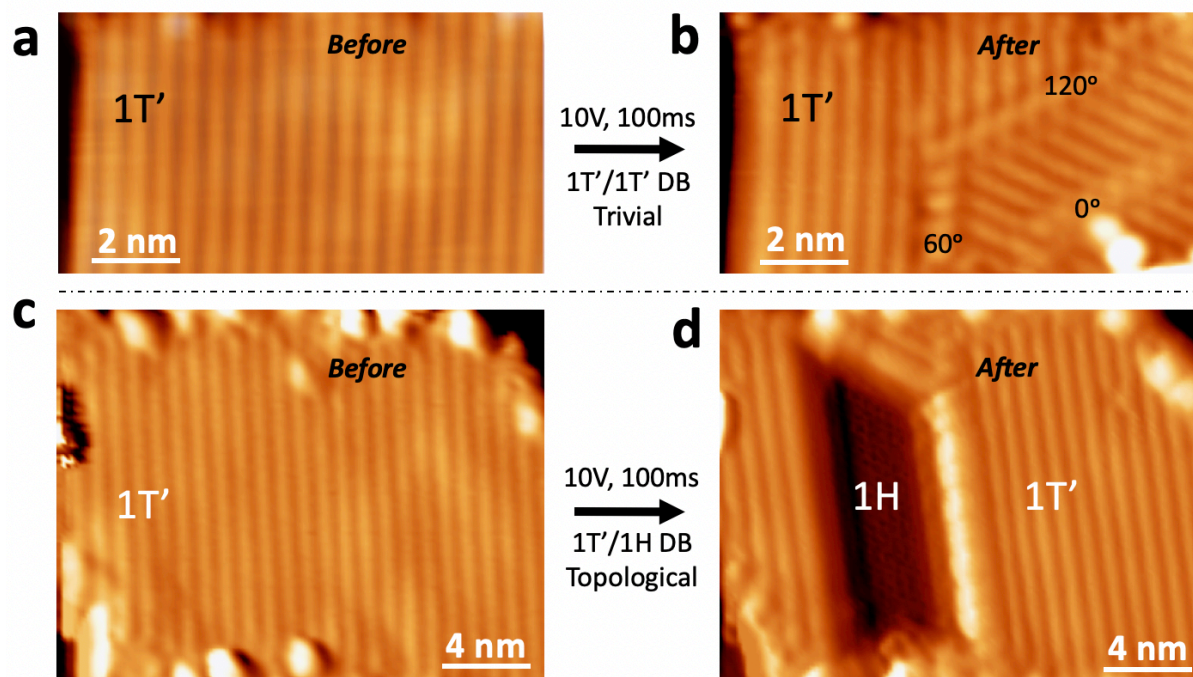 a
Before
1T’
2 nm
10V, 100ms
1T’/1T’ DB
Trivial
b
After
1T’
120°
0°
60°
2 nm
c
Before
1T’
4 nm
10V, 100ms
1T’/1H DB
Topological
d
After
1H
1T’
4 nm